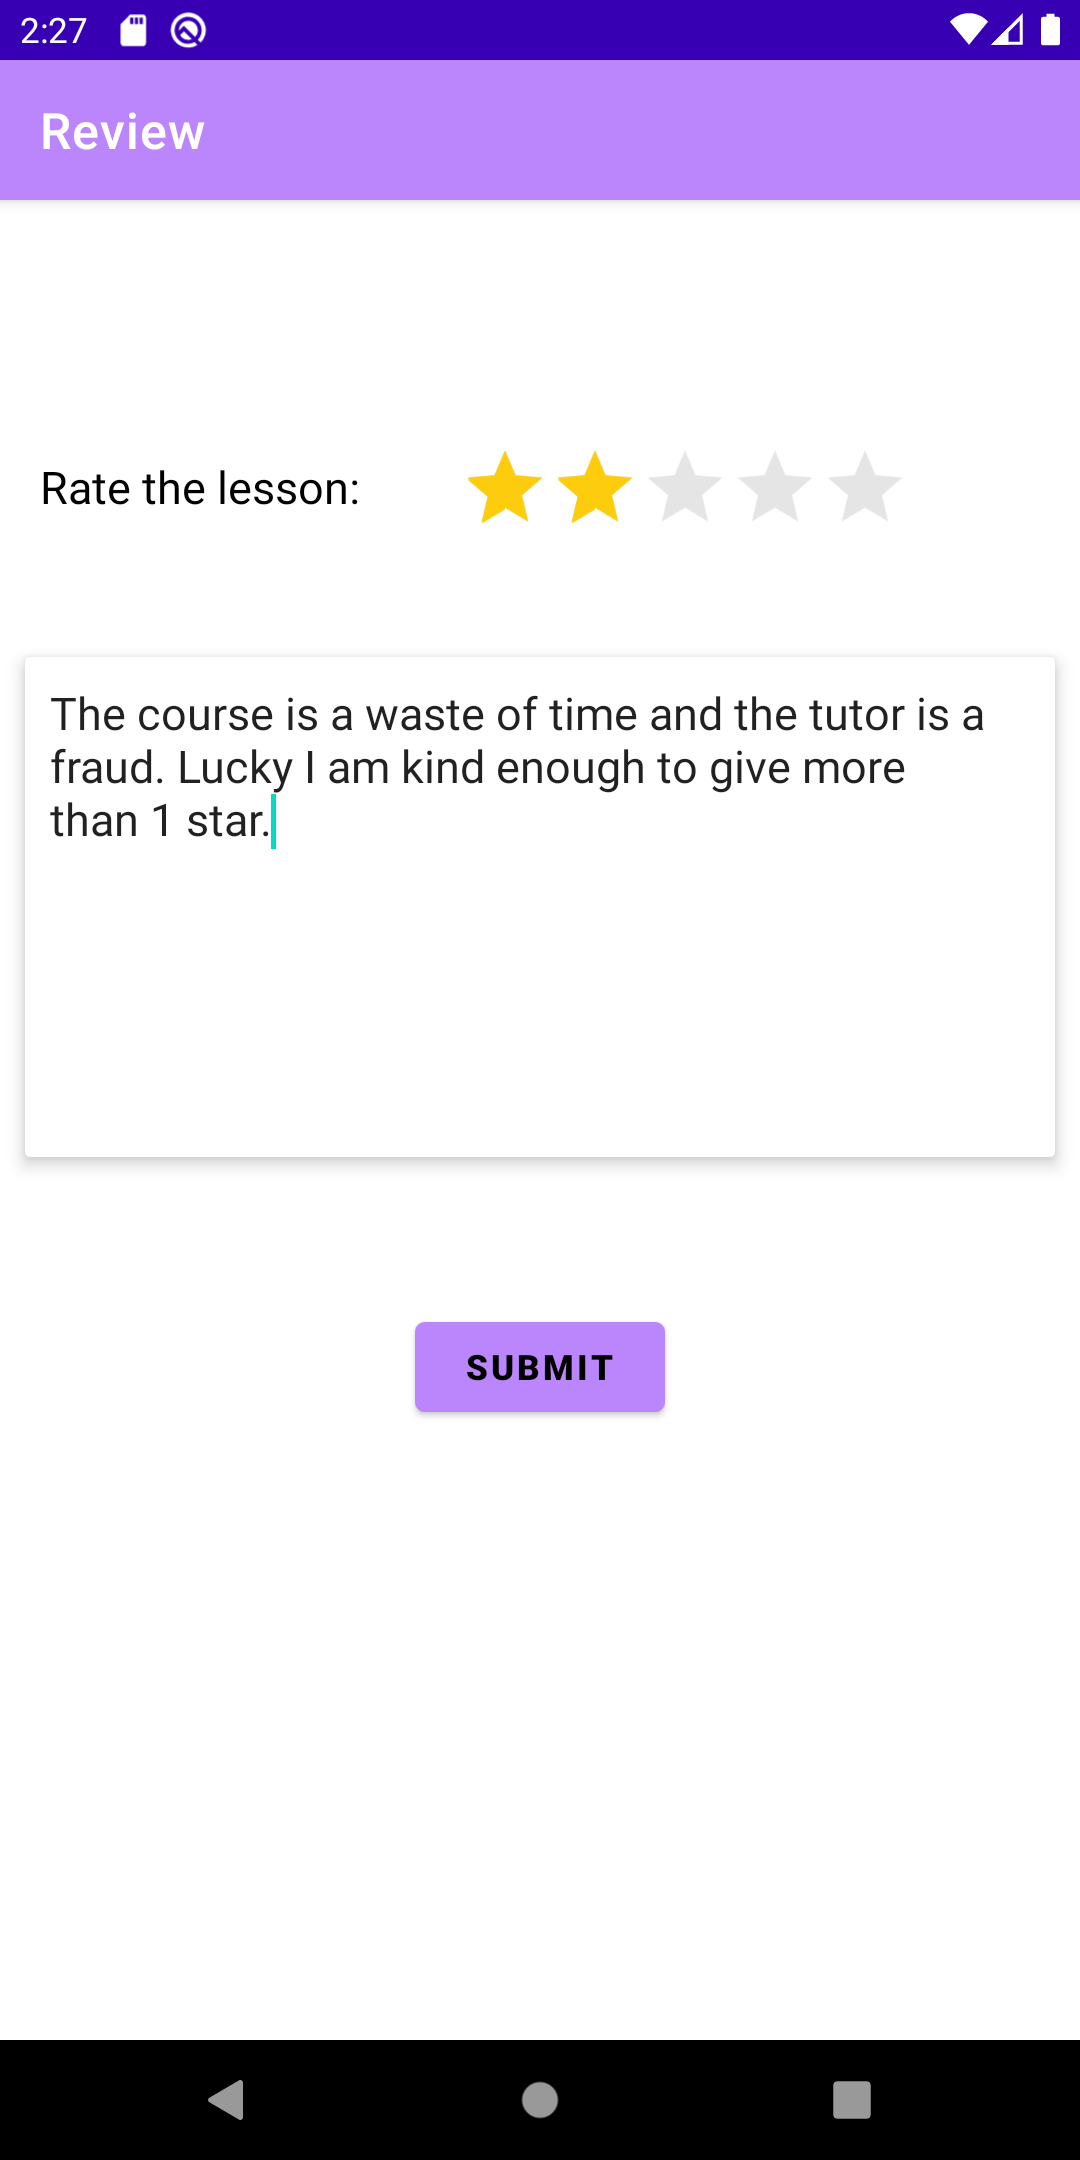 2:27
Review
Rate the lesson:
The course is a waste of time and the tutor is a
fraud. Lucky I am kind enough to give more
than 1 star.
SUBMIT